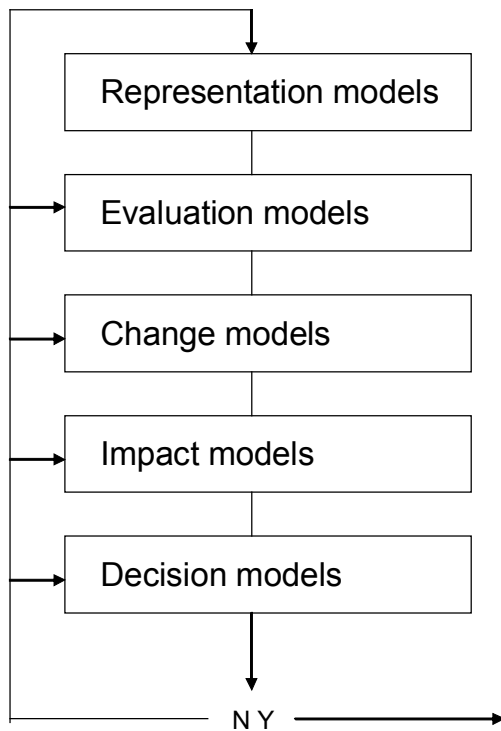 Representation models
Evaluation models
Change models
Impact models
Decision models
N Y